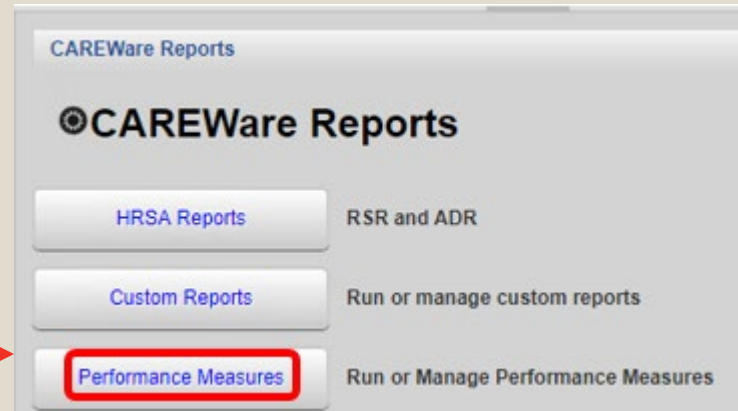 CAREWare Reports
CAREWare Reports
HRSA Reports RSR and ADR
Custom Reports Run or manage custom reports
Performance Measures Run or Manage Performance Measures